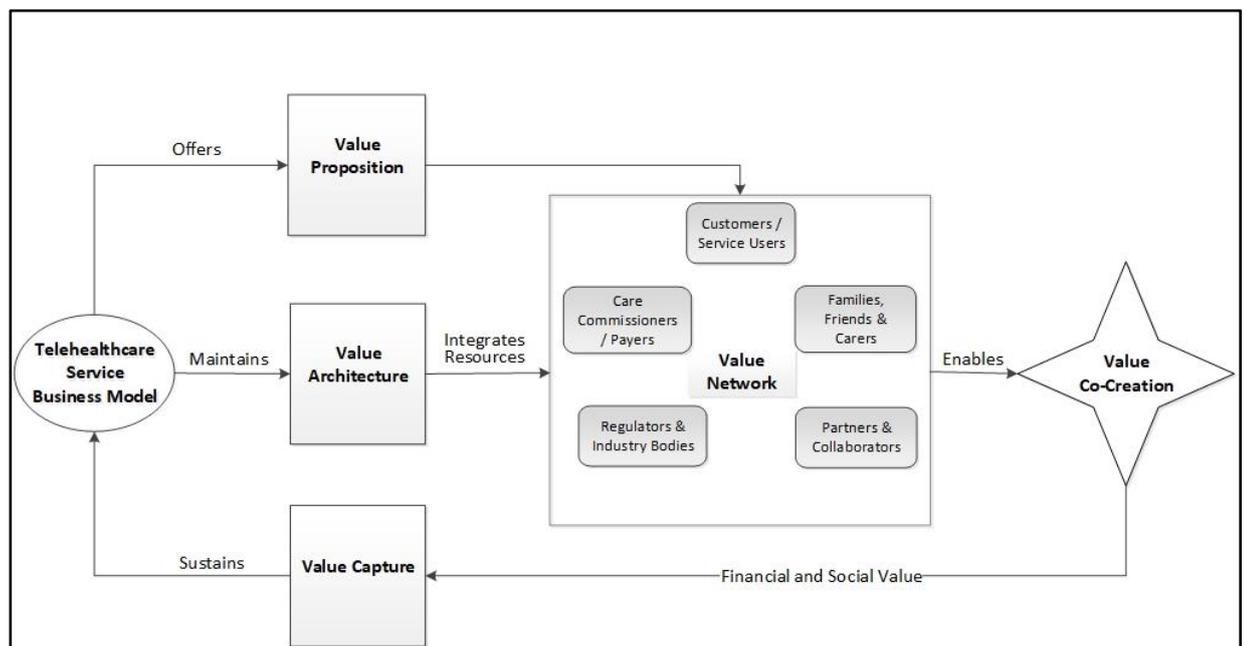 Offers
Value
Proposition
Customers /
Service Users
Care
Commissioners
/ Payers
Families,
Friends &
Carers
Telehealthcare
Service
Business Model
Maintains
Value
Architecture
Integrates
Resources
Value
Network
Enables
Value
Co-Creation
Regulators &
Industry Bodies
Partners &
Collaborators
Sustains
Value Capture
Financial and Social Value